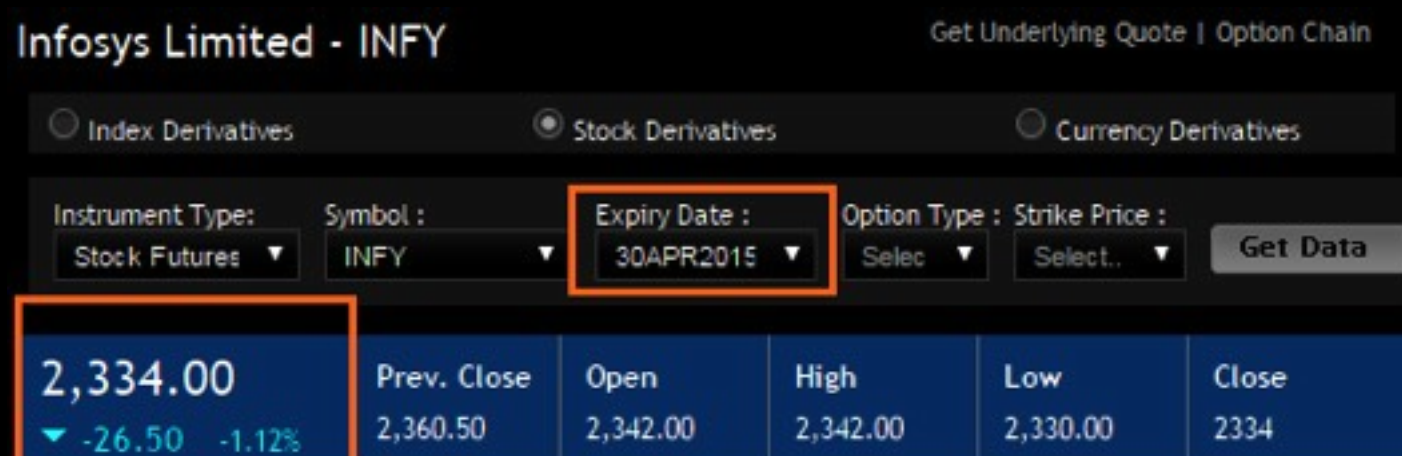 Infosys Limited - INFY
Get Underlying Quote | Option Chain
Index Derivatives Stock Derivatives Currency Derivatives
Instrument Type: Symbol : Expiry Date : Option Type : Strike Price :
Stock Futures INFY 30APR2015 Selec Select.. Get Data
2,334.00 Prev. Close Open High Low Close
-26.50 -1.12% 2,360.50 2,342.00 2,342.00 2,330.00 2334